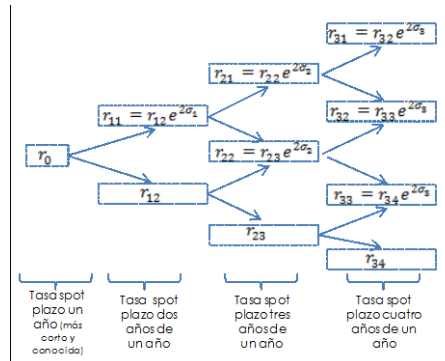 r₃₁ = r₃₂e^{2σ₃}
r₂₁ = r₂₂e^{2σ₂}
r₁₁ = r₁₂e^{2σ₁}
r₃₂ = r₃₃e^{2σ₃}
r₀
r₂₂ = r₂₃e^{2σ₂}
r₁₂
r₃₃ = r₃₄e^{2σ₃}
r₂₃
r₃₄
Tasa spot
plazo un
año (más
corto y
conocida)
Tasa spot
plazo dos
años de
un año
Tasa spot
plazo tres
años de
un año
Tasa spot
plazo cuatro
años de un
año